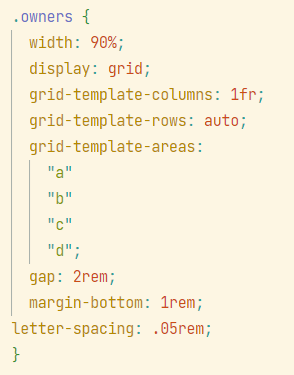 .owners {
  width: 90%;
  display: grid;
  grid-template-columns: 1fr;
  grid-template-rows: auto;
  grid-template-areas:
    "a"
    "b"
    "c"
    "d";
  gap: 2rem;
  margin-bottom: 1rem;
letter-spacing: .05rem;
}